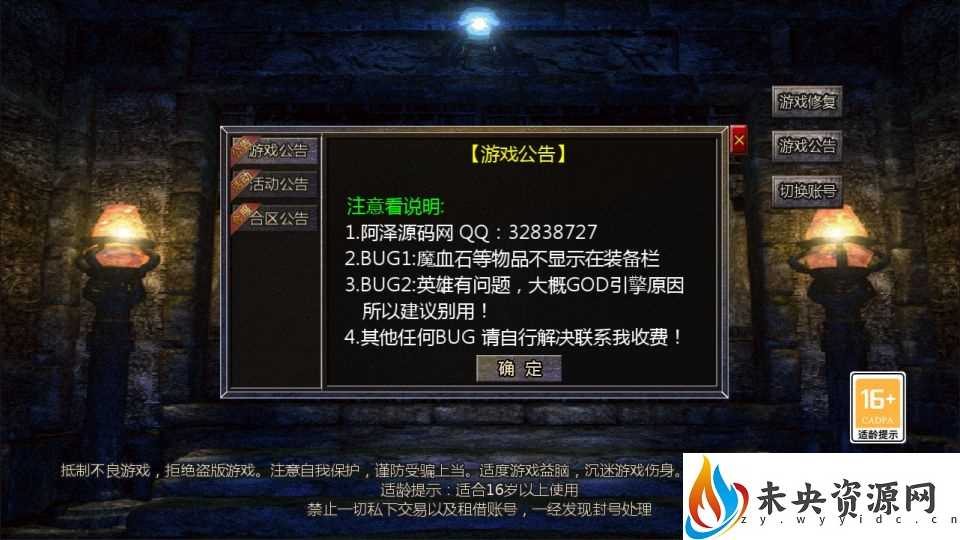 游戏修复
游戏公告
切换账号
游戏公告
活动公告
合区公告
【游戏公告】
注意看说明:
1.阿泽源码网 QQ：32838727
2.BUG1:魔血石等物品不显示在装备栏
3.BUG2:英雄有问题，大概GOD引擎原因
所以建议别用！
4.其他任何BUG 请自行解决联系我收费！
确 定
16+
CADPA
适龄提示
抵制不良游戏，拒绝盗版游戏。注意自我保护，谨防受骗上当。适度游戏益脑，沉迷游戏伤身。
适龄提示：适合16岁以上使用
禁止一切私下交易以及租借账号，一经发现封号处理
未央资源网
zy.wyyidc.cn